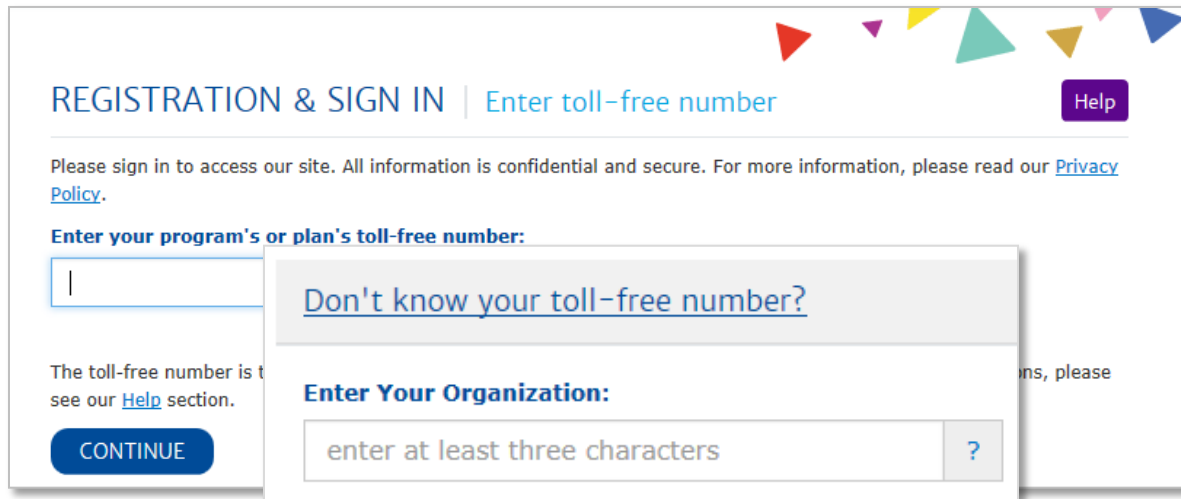 REGISTRATION & SIGN IN | Enter toll-free number
Help
Please sign in to access our site. All information is confidential and secure. For more information, please read our Privacy
Policy.
Enter your program's or plan's toll-free number:
Don't know your toll-free number?
The toll-free number is
please
see our Help section.
Enter Your Organization:
enter at least three characters
?
CONTINUE